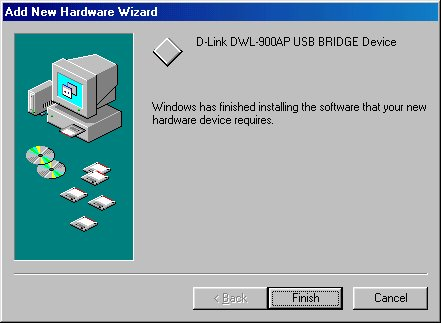 Add New Hardware Wizard
D-Link DWL-900AP USB BRIDGE Device
Windows has finished installing the software that your new
hardware device requires.
< Back
Finish
Cancel